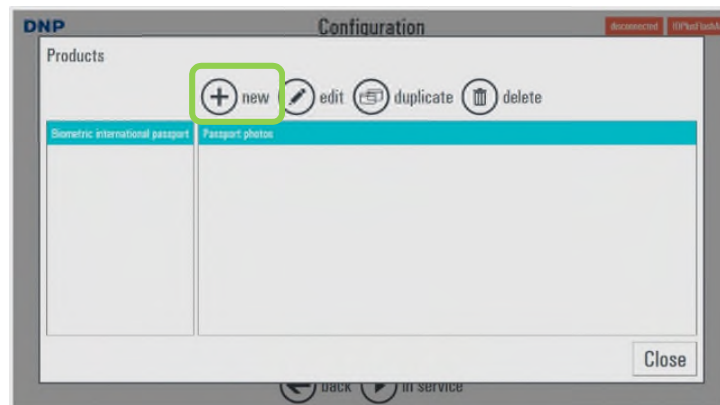 DNP Configuration disconnected
Products
new edit duplicate delete
Biometric international passport Passport photos
Close
back in service